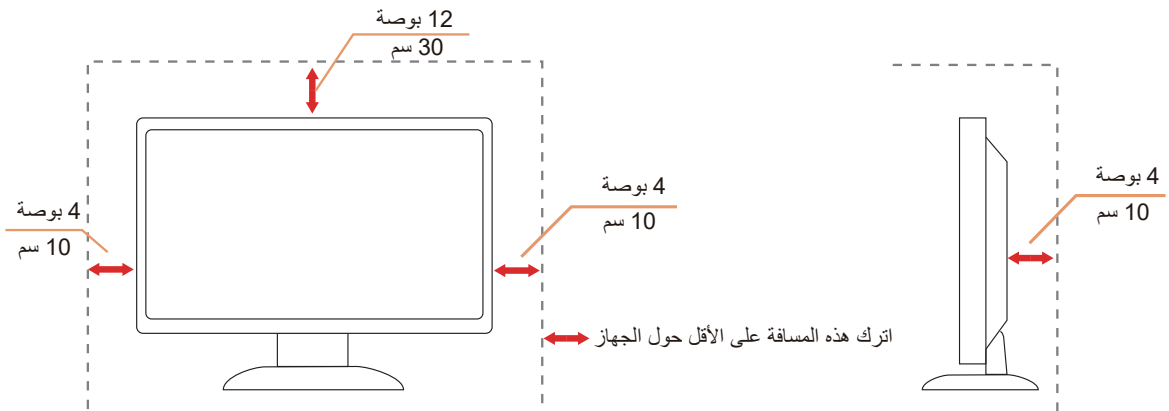 12 بوصة
30 سم
4 بوصة
10 سم
4 بوصة
10 سم
4 بوصة
10 سم
اترك هذه المسافة على الأقل حول الجهاز